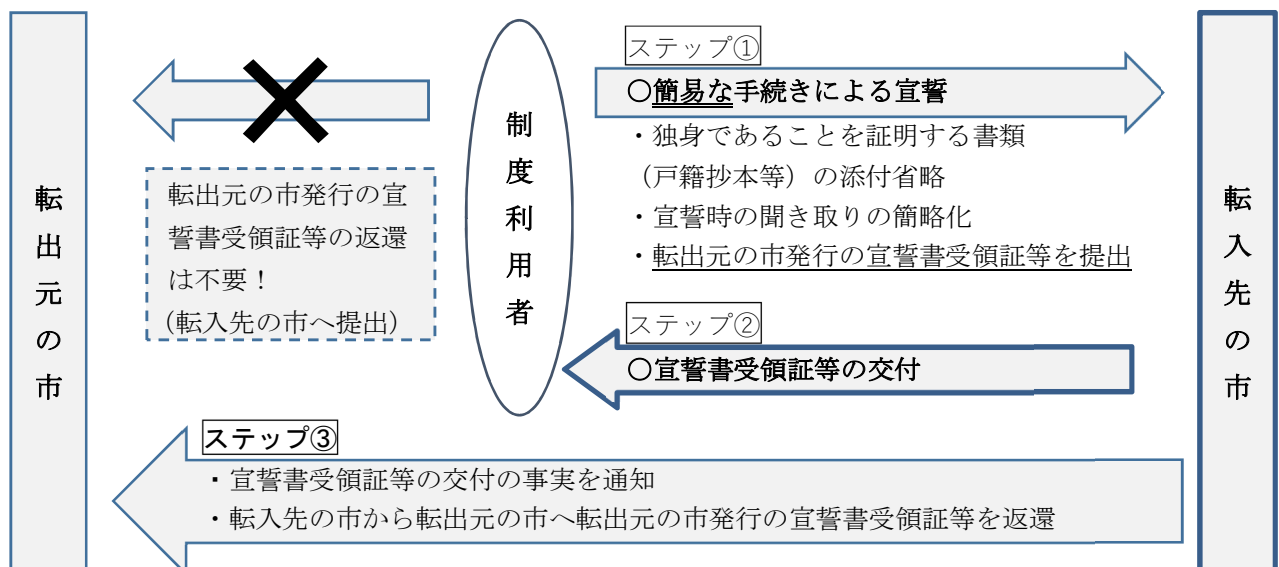 転出元の市
転出元の市発行の宣
誓書受領証等の返還
は不要！
（転入先の市へ提出）
制度利用者
ステップ①
〇簡易な手続きによる宣誓
・独身であることを証明する書類
（戸籍抄本等）の添付省略
・宣誓時の聞き取りの簡略化
・転出元の市発行の宣誓書受領証等を提出
ステップ②
〇宣誓書受領証等の交付
転入先の市
ステップ③
・宣誓書受領証等の交付の事実を通知
・転入先の市から転出元の市へ転出元の市発行の宣誓書受領証等を返還